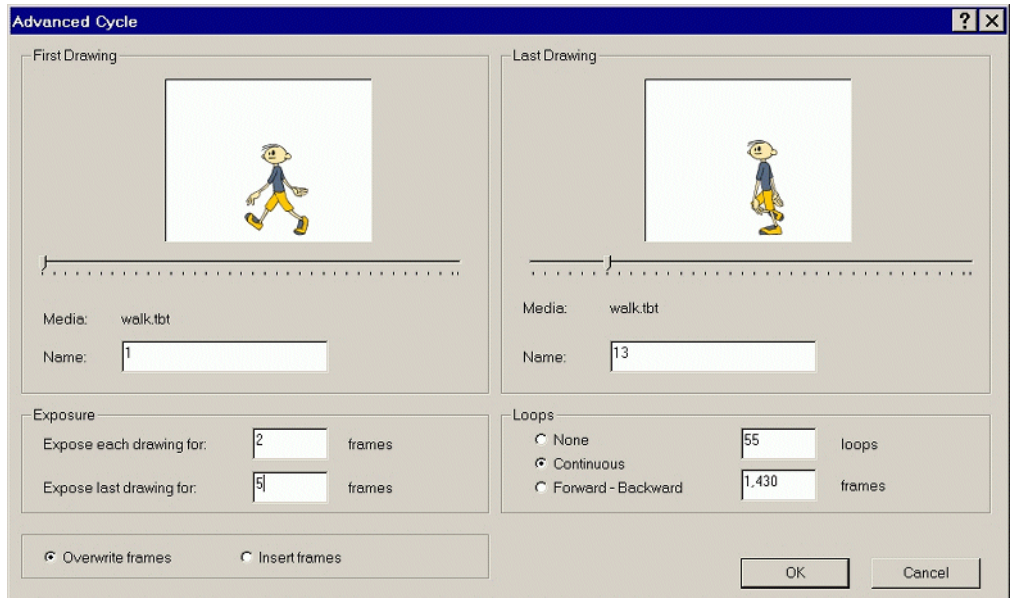 Advanced Cycle
First Drawing
Media: walk.tbt
Name: 1
Last Drawing
Media: walk.tbt
Name: 13
Exposure
Expose each drawing for: 2 frames
Expose last drawing for: 5 frames
Loops
None
Continuous
Forward - Backward
55 loops
1,430 frames
Overwrite frames Insert frames
OK Cancel